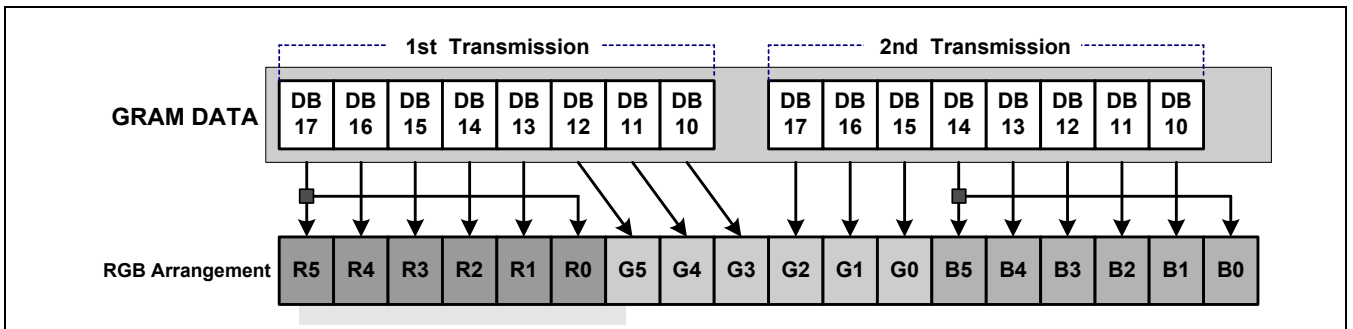 1st Transmission 2nd Transmission
DB DB DB DB DB DB DB DB DB DB DB DB DB DB DB DB
17 16 15 14 13 12 11 10 17 16 15 14 13 12 11 10
GRAM DATA
RGB Arrangement R5 R4 R3 R2 R1 R0 G5 G4 G3 G2 G1 G0 B5 B4 B3 B2 B1 B0